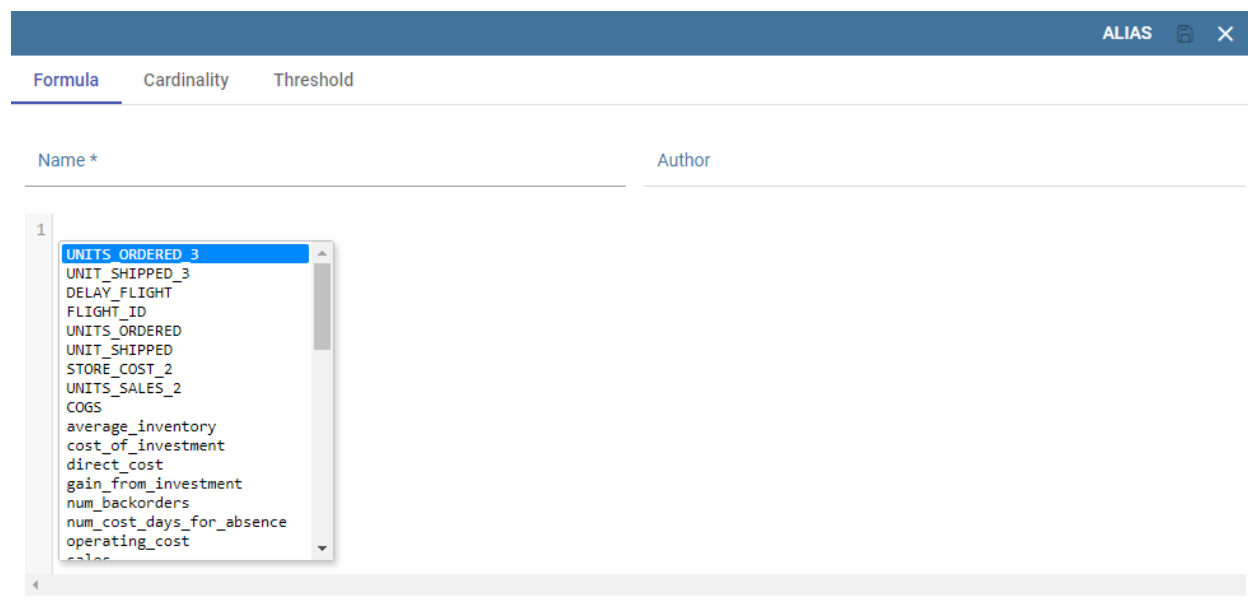 ALIAS
Formula Cardinality Threshold
Name * Author
1
UNITS_ORDERED_3
UNIT_SHIPPED_3
DELAY_FLIGHT
FLIGHT_ID
UNITS_ORDERED
UNIT_SHIPPED
STORE_COST_2
UNITS_SALES_2
COGS
average_inventory
cost_of_investment
direct_cost
gain_from_investment
num_backorders
num_cost_days_for_absence
operating_cost
sales